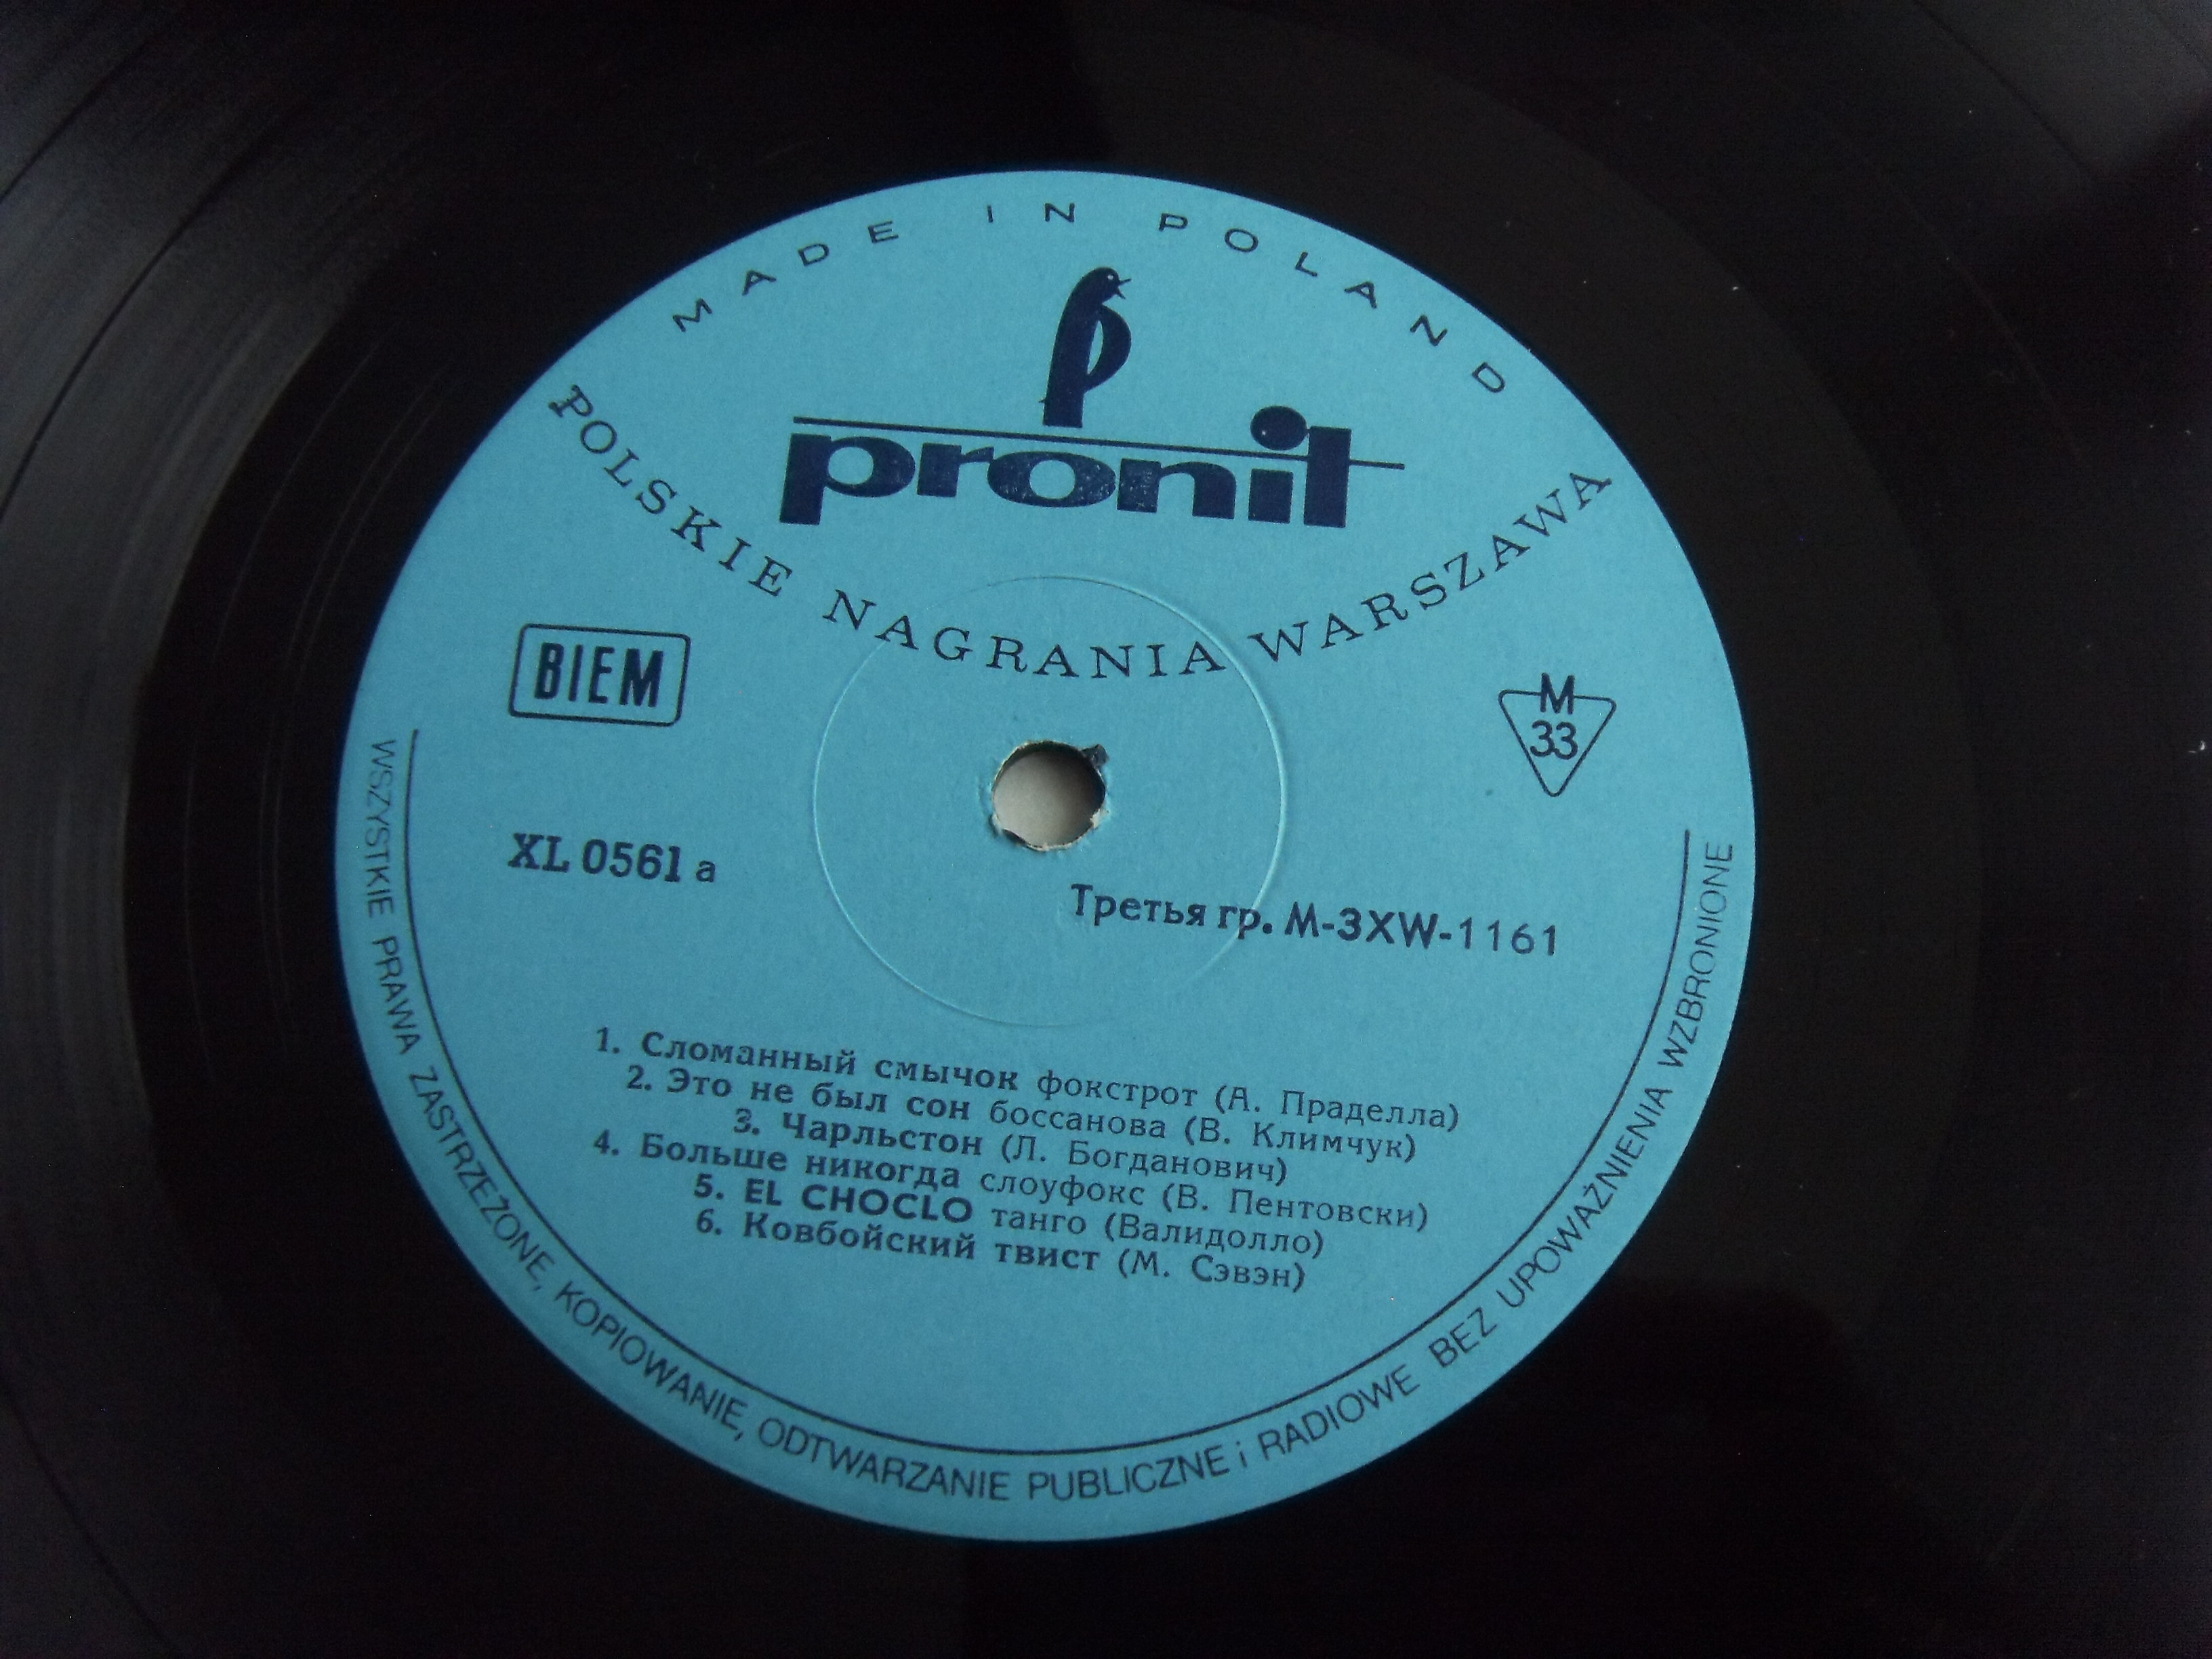 MADE IN POLAND
pronit
POLSKIE NAGRANIA WARSZAWA
BIEM
M
33
XL 0561 a
Третья гр. M-3XW-1161
1. Сломанный смычок фокстрот (А. Праделла)
2. Это не был сон боссанова (В. Климчук)
3. Чарльстон (Л. Богданович)
4. Больше никогда слоуфокс (В. Пентовски)
5. EL CHOCLO танго (Валидолло)
6. Ковбойский твист (М. Сэвэн)
WSZYSTKIE PRAWA ZASTRZEŻONE, KOPIOWANIE, ODTWARZANIE PUBLICZNE i RADIOWE BEZ UPOWAŻNIENIA WZBRONIONE